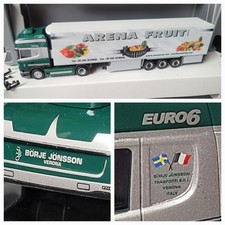 ARENA FRUIT
BÖRJE JÖNSSON
VERONA
EURO6
BÖRJE JÖNSSON
TRASPORTI S.R.L
VERONA
ITALY